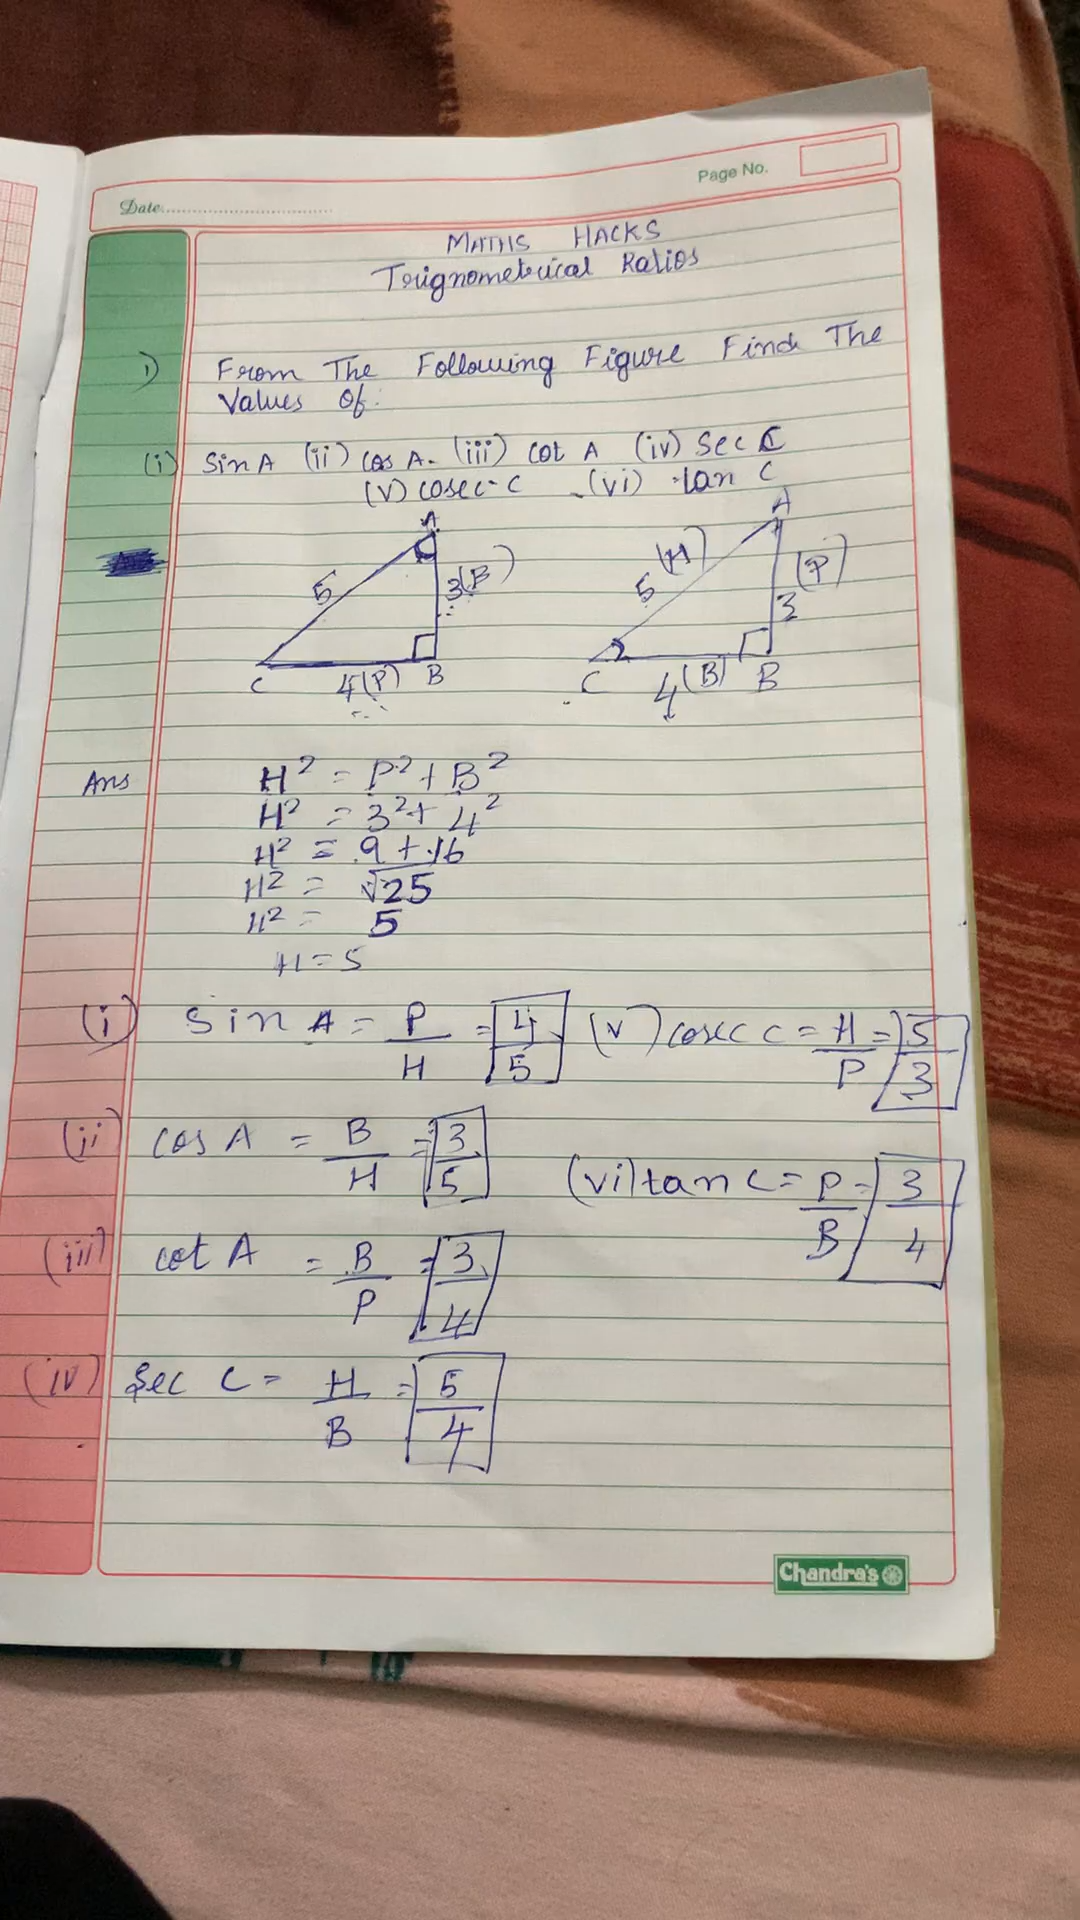 Page No.
Date
MATHS HACKS
Trignometrical Ratios
1) From The Following Figure Find The
Values Of:
(i) Sin A (ii) cos A. (iii) cot A (iv) Sec C
(v) cosec C (vi) tan C
A A
5 3(B) 5 (H) 3 (P)
C 4(P) B C 4(B) B
Ans H² = P² + B²
H² = 3² + 4²
H² = 9 + 16
H² = √25
H² = 5
H = 5
(i) Sin A = P/H = 4/5 (v) cosec C = H/P = 5/3
(ii) cos A = B/H = 3/5
(vi) tan C = P/B = 3/4
(iii) cot A = B/P = 3/4
(iv) Sec C = H/B = 5/4
Chandra's